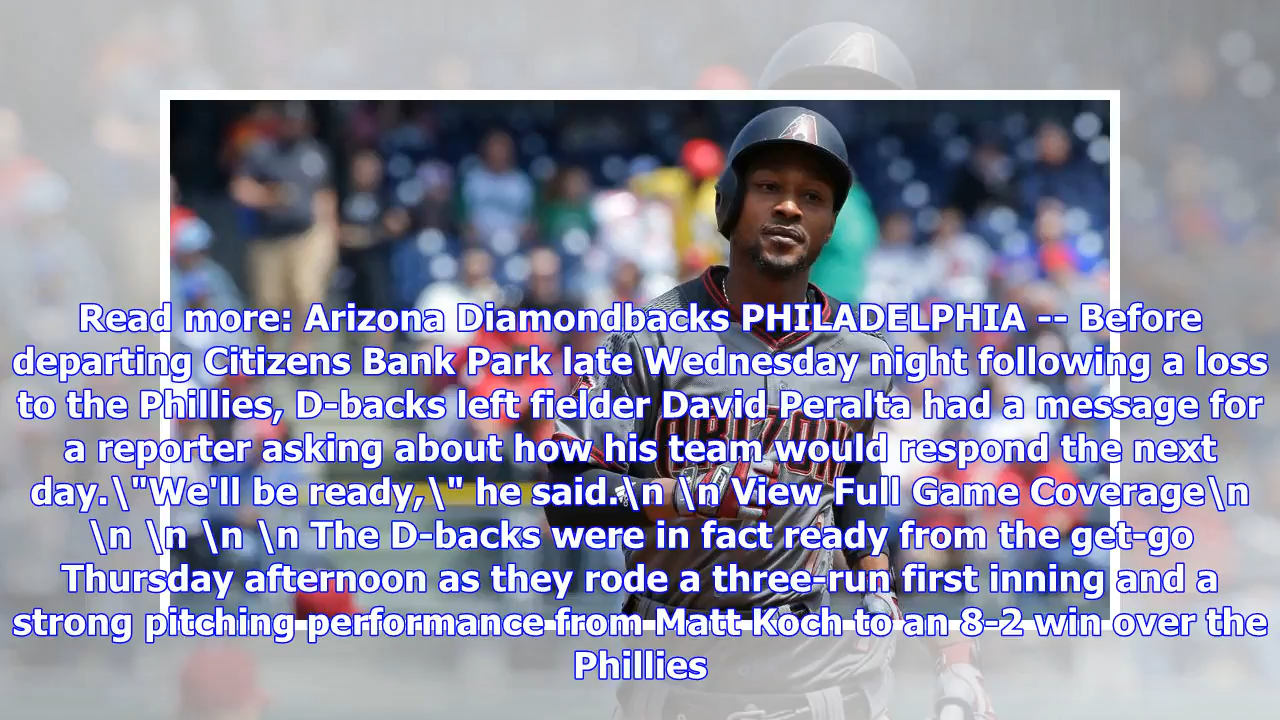 Read more: Arizona Diamondbacks PHILADELPHIA -- Before
departing Citizens Bank Park late Wednesday night following a loss
to the Phillies, D-backs left fielder David Peralta had a message for
a reporter asking about how his team would respond the next
day.\"We'll be ready,\" he said.\n \n View Full Game Coverage\n
\n \n \n \n The D-backs were in fact ready from the get-go
Thursday afternoon as they rode a three-run first inning and a
strong pitching performance from Matt Koch to an 8-2 win over the
Phillies
ARIZONA